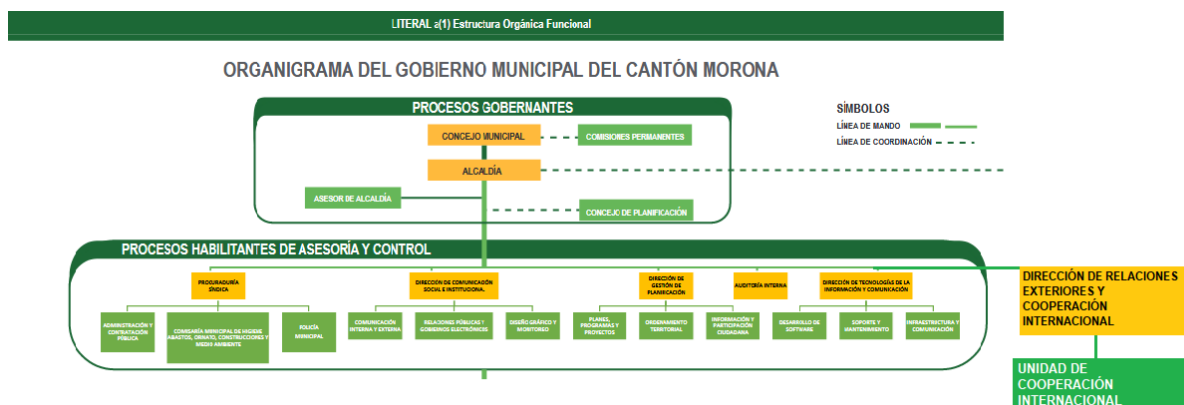 LITERAL a(1) Estructura Orgánica Funcional
ORGANIGRAMA DEL GOBIERNO MUNICIPAL DEL CANTÓN MORONA
PROCESOS GOBERNANTES
CONCEJO MUNICIPAL
COMISIONES PERMANENTES
ALCALDÍA
ASESOR DE ALCALDÍA
CONCEJO DE PLANIFICACIÓN
SÍMBOLOS
LÍNEA DE MANDO
LÍNEA DE COORDINACIÓN
PROCESOS HABILITANTES DE ASESORÍA Y CONTROL
PROCURADURÍA
SÍNDICA
DIRECCIÓN DE COMUNICACIÓN
SOCIAL E INSTITUCIONA.
DIRECCIÓN DE
GESTIÓN DE
PLANIFICACIÓN
AUDITORÍA INTERNA
DIRECCIÓN DE TECNOLOGÍAS DE LA
INFORMACIÓN Y COMUNICACIÓN
ADMINISTRACIÓN Y
CONTRATACIÓN
PÚBLICA
COMISARÍA MUNICIPAL DE HIGIENE
ABASTOS, ORNATO, CONSTRUCCIONES Y
MEDIO AMBIENTE
POLICÍA
MUNICIPAL
COMUNICACIÓN
INTERNA Y EXTERNA
RELACIONES PÚBLICAS Y
GOBIERNOS ELECTRÓNICOS
DISEÑO GRÁFICO Y
MONITOREO
PLANES,
PROGRAMAS Y
PROYECTOS
ORDENAMIENTO
TERRITORIAL
INFORMACIÓN Y
PARTICIPACIÓN
CIUDADANA
DESARROLLO DE
SOFTWARE
SOPORTE Y
MANTENIMIENTO
INFRAESTRUCTURA Y
COMUNICACIÓN
DIRECCIÓN DE RELACIONES
EXTERIORES Y
COOPERACIÓN
INTERNACIONAL
UNIDAD DE
COOPERACIÓN
INTERNACIONAL